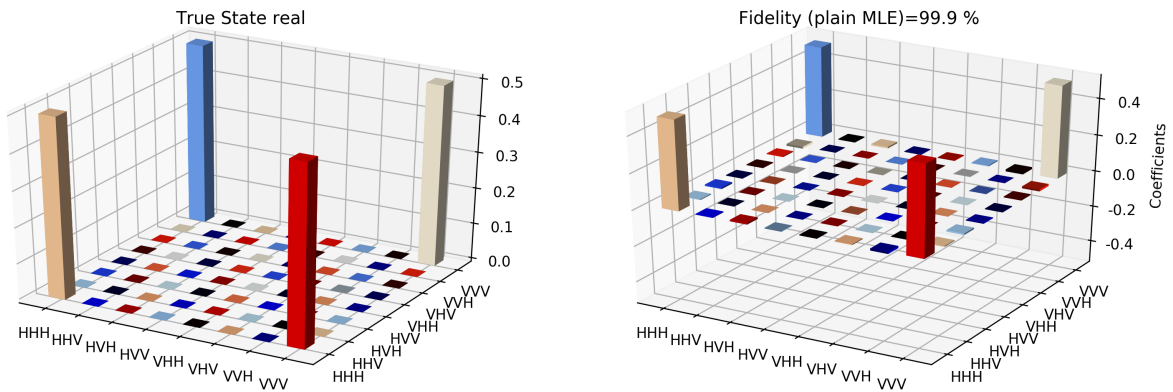 True State real
0.5
0.4
0.3
0.2
0.1
0.0
HHH
HHV
HVH
HVV
VHH
VHV
VVH
VVV
HHH
HHV
HVH
HVV
VHH
VHV
VVH
VVV
Fidelity (plain MLE)=99.9 %
0.4
0.2
0.0
-0.2
-0.4
Coefficients
HHH
HHV
HVH
HVV
VHH
VHV
VVH
VVV
HHH
HHV
HVH
HVV
VHH
VHV
VVH
VVV